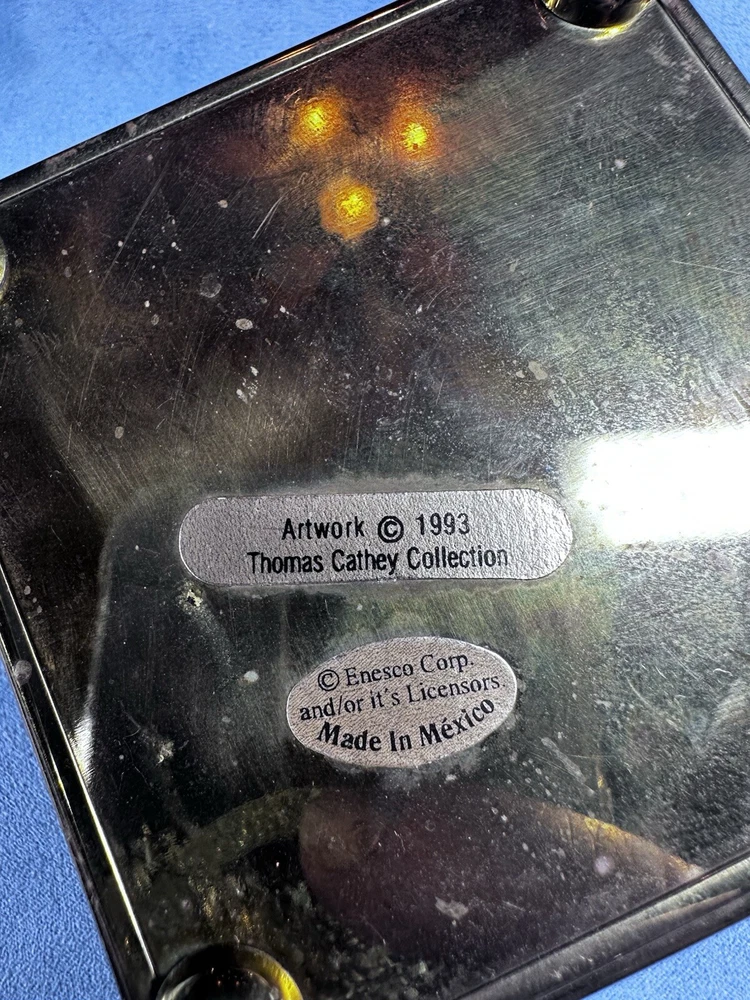 Artwork © 1993
Thomas Cathey Collection
© Enesco Corp.
and/or it's Licensors.
Made In México